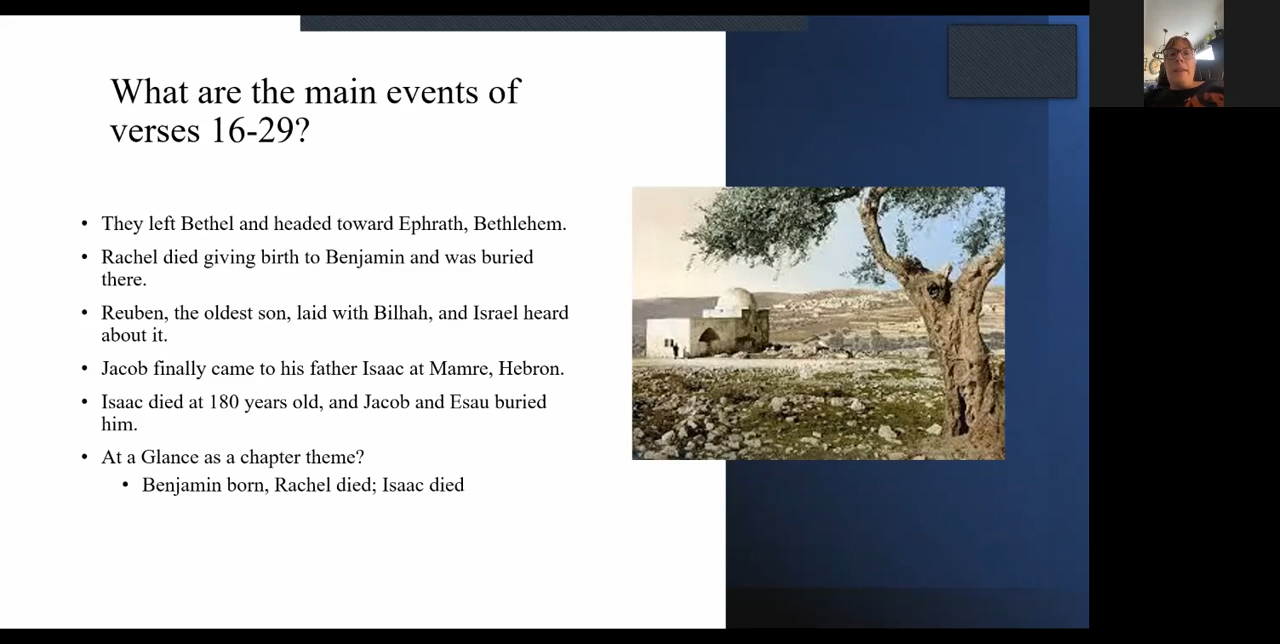 What are the main events of
verses 16-29?
• They left Bethel and headed toward Ephrath, Bethlehem.
• Rachel died giving birth to Benjamin and was buried
there.
• Reuben, the oldest son, laid with Bilhah, and Israel heard
about it.
• Jacob finally came to his father Isaac at Mamre, Hebron.
• Isaac died at 180 years old, and Jacob and Esau buried
him.
• At a Glance as a chapter theme?
• Benjamin born, Rachel died; Isaac died